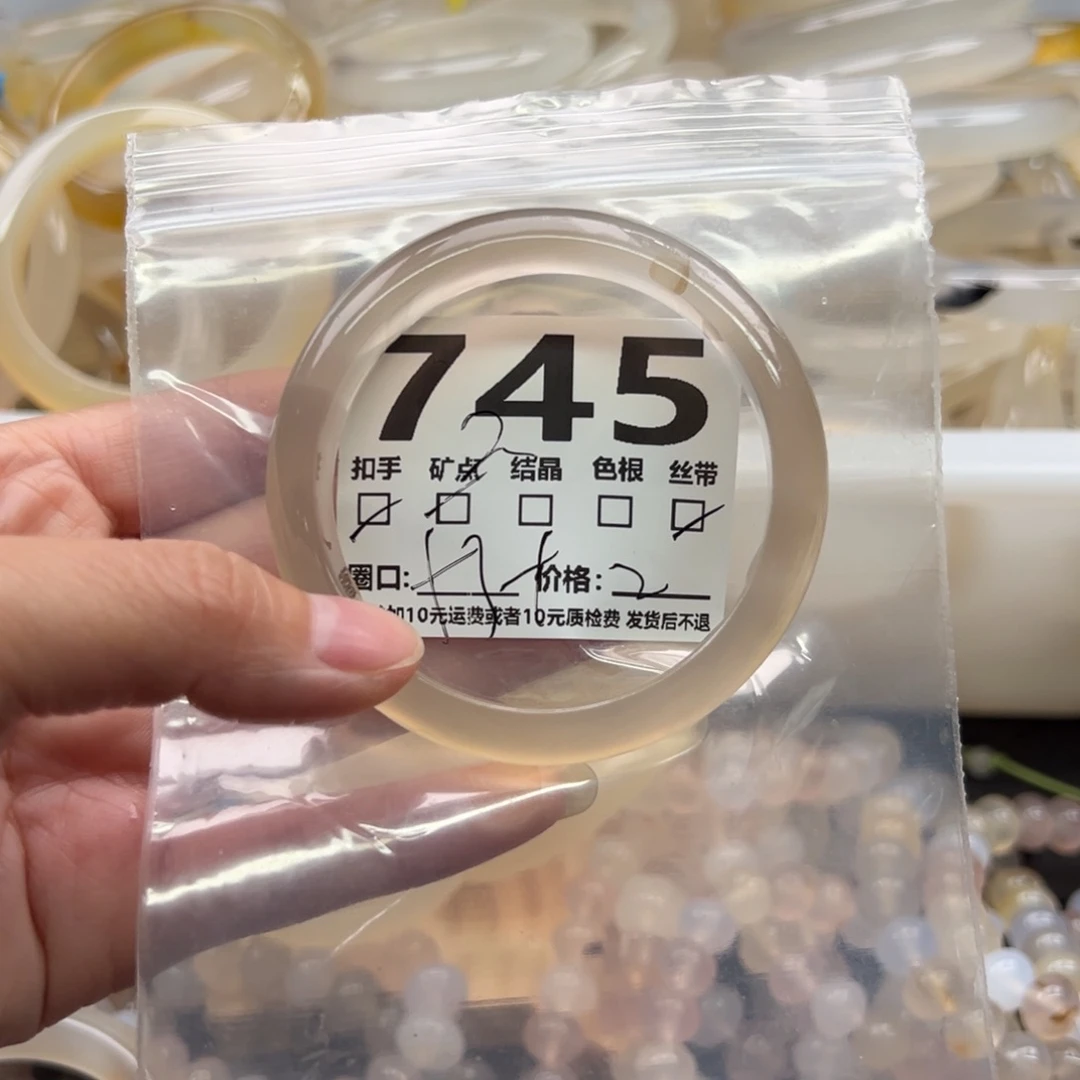 745
扣手 矿点 结晶 色根 丝带
圈口: 价格: 2
加10元运费或者10元质检费 发货后不退